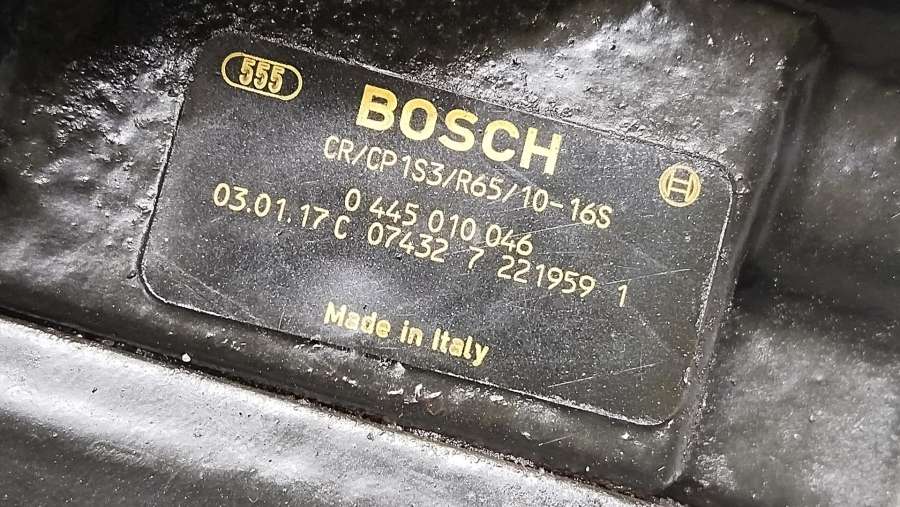 555
BOSCH
CR/CP1S3/R65/10-16S
0 445 010 046
03.01.17 C 07432 7 221959 1
Made in Italy